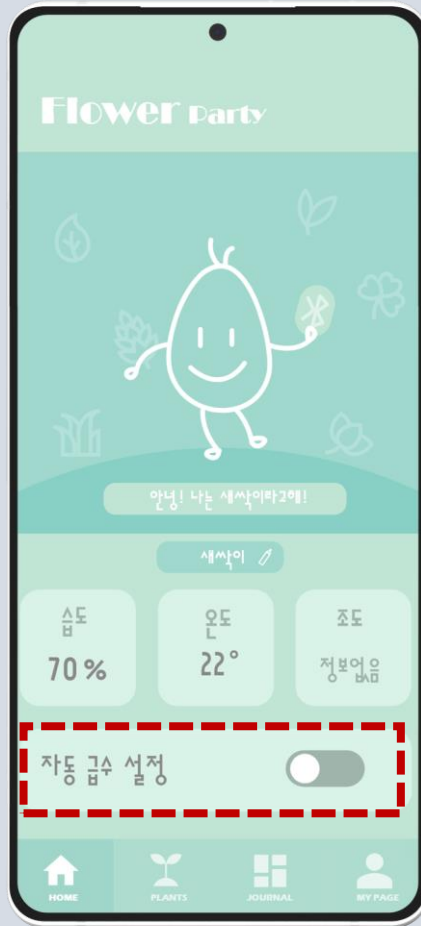 Flower Party
안녕! 나는 새싹이라고해!
새싹이
습도 온도 조도
70% 22° 정보없음
자동 급수 설정
HOME PLANTS JOURNAL MY PAGE